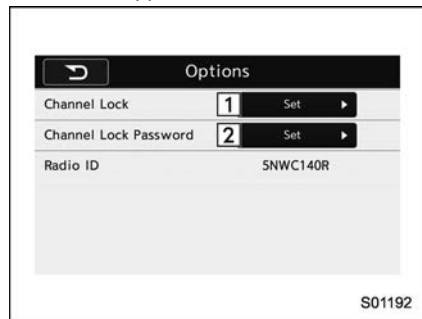 Options
Channel Lock 1 Set
Channel Lock Password 2 Set
Radio ID 5NWC140R
S01192